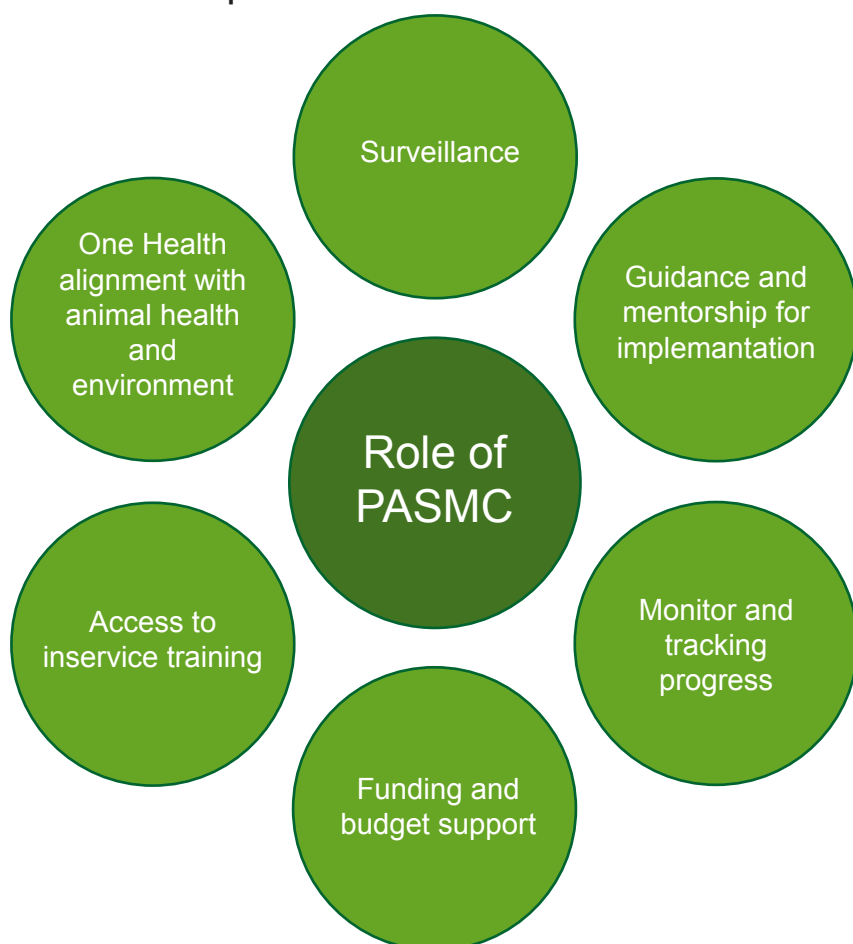 Surveillance
Guidance and
mentorship for
implemantation
Monitor and
tracking
progress
Funding and
budget support
Access to
inservice training
One Health
alignment with
animal health
and
environment
Role of
PASMC